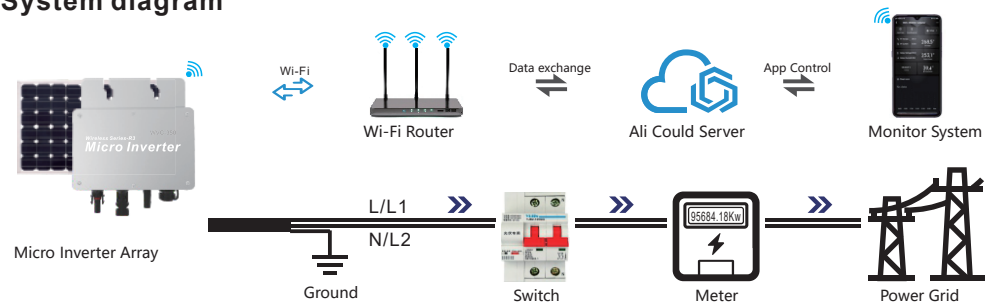 System diagram
Wi-Fi
Data exchange
App Control
Wi-Fi Router
Ali Could Server
Monitor System
Wireless Series-R3
Micro Inverter
L/L1
N/L2
95684.18Kw
Micro Inverter Array
Ground
Switch
Meter
Power Grid